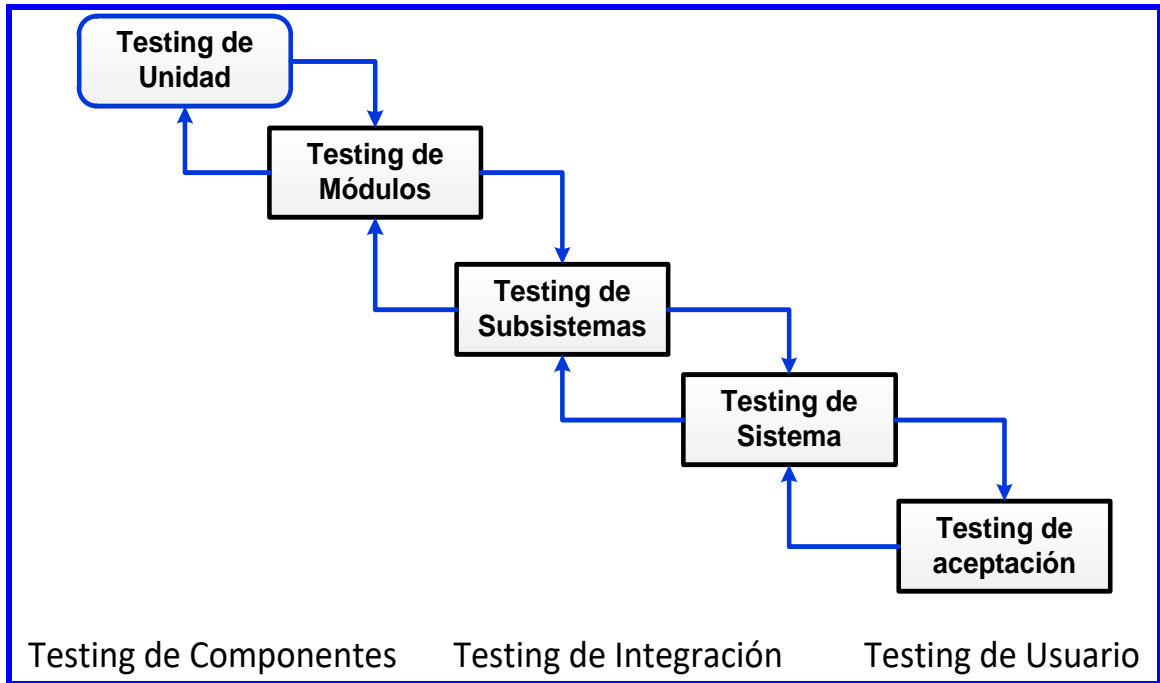 Testing de
Unidad
Testing de
Módulos
Testing de
Subsistemas
Testing de
Sistema
Testing de
aceptación
Testing de Componentes
Testing de Integración
Testing de Usuario